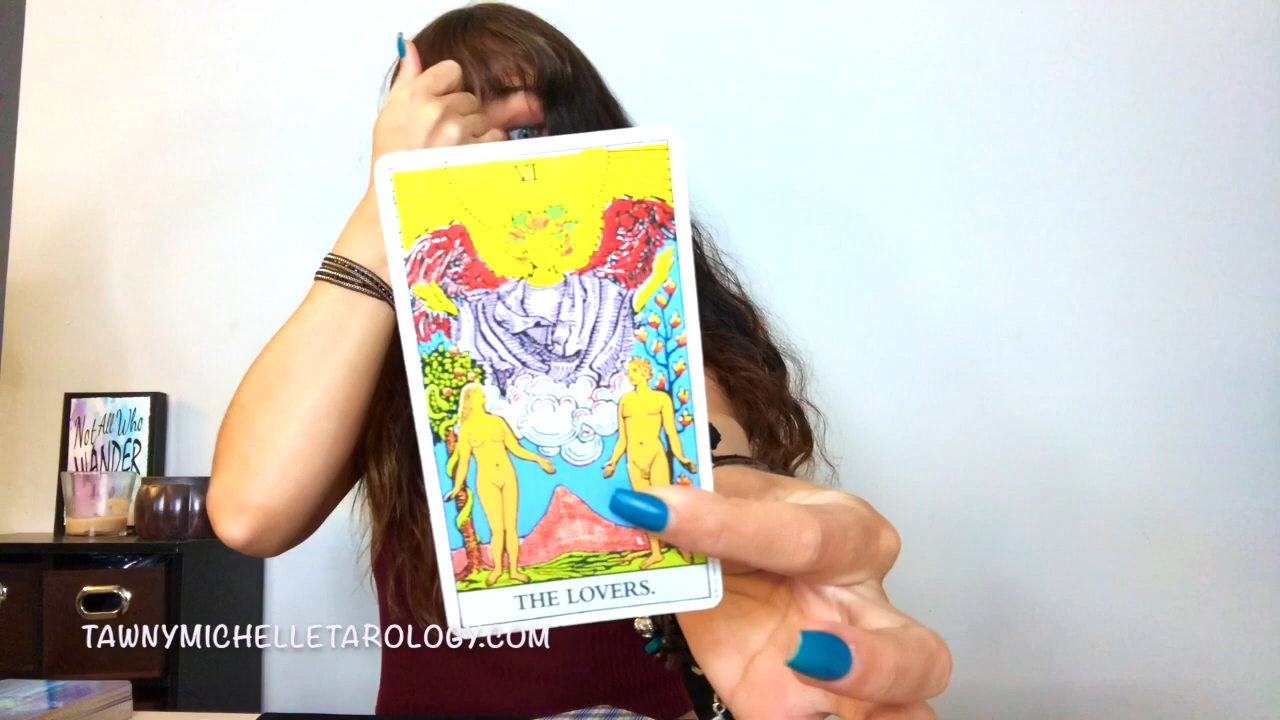 VI
Not All Who
WANDER
THE LOVERS.
TAWNYMICHELLETAROLOGY.COM